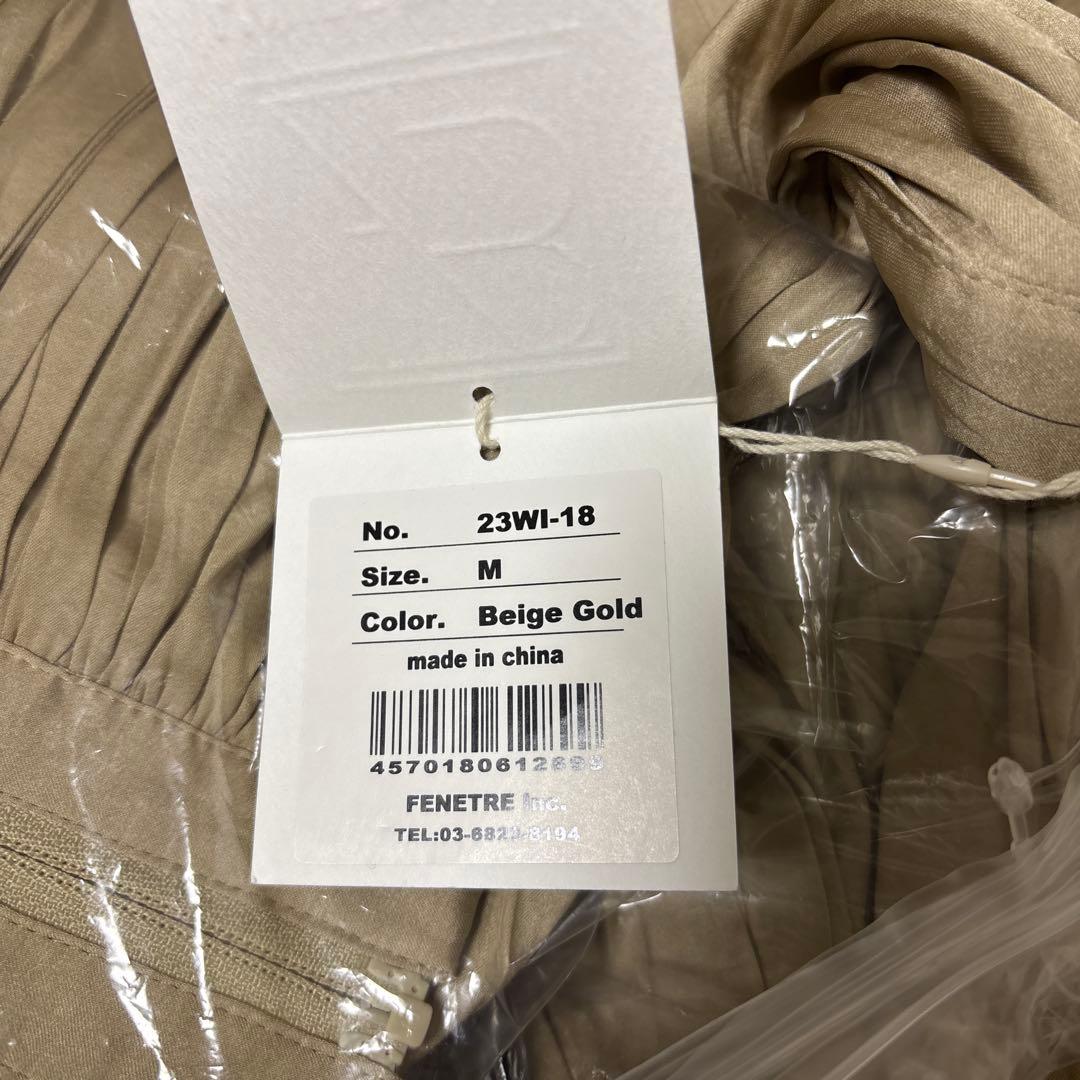 No. 23WI-18
Size. M
Color. Beige Gold
made in china
FENETRE Inc.